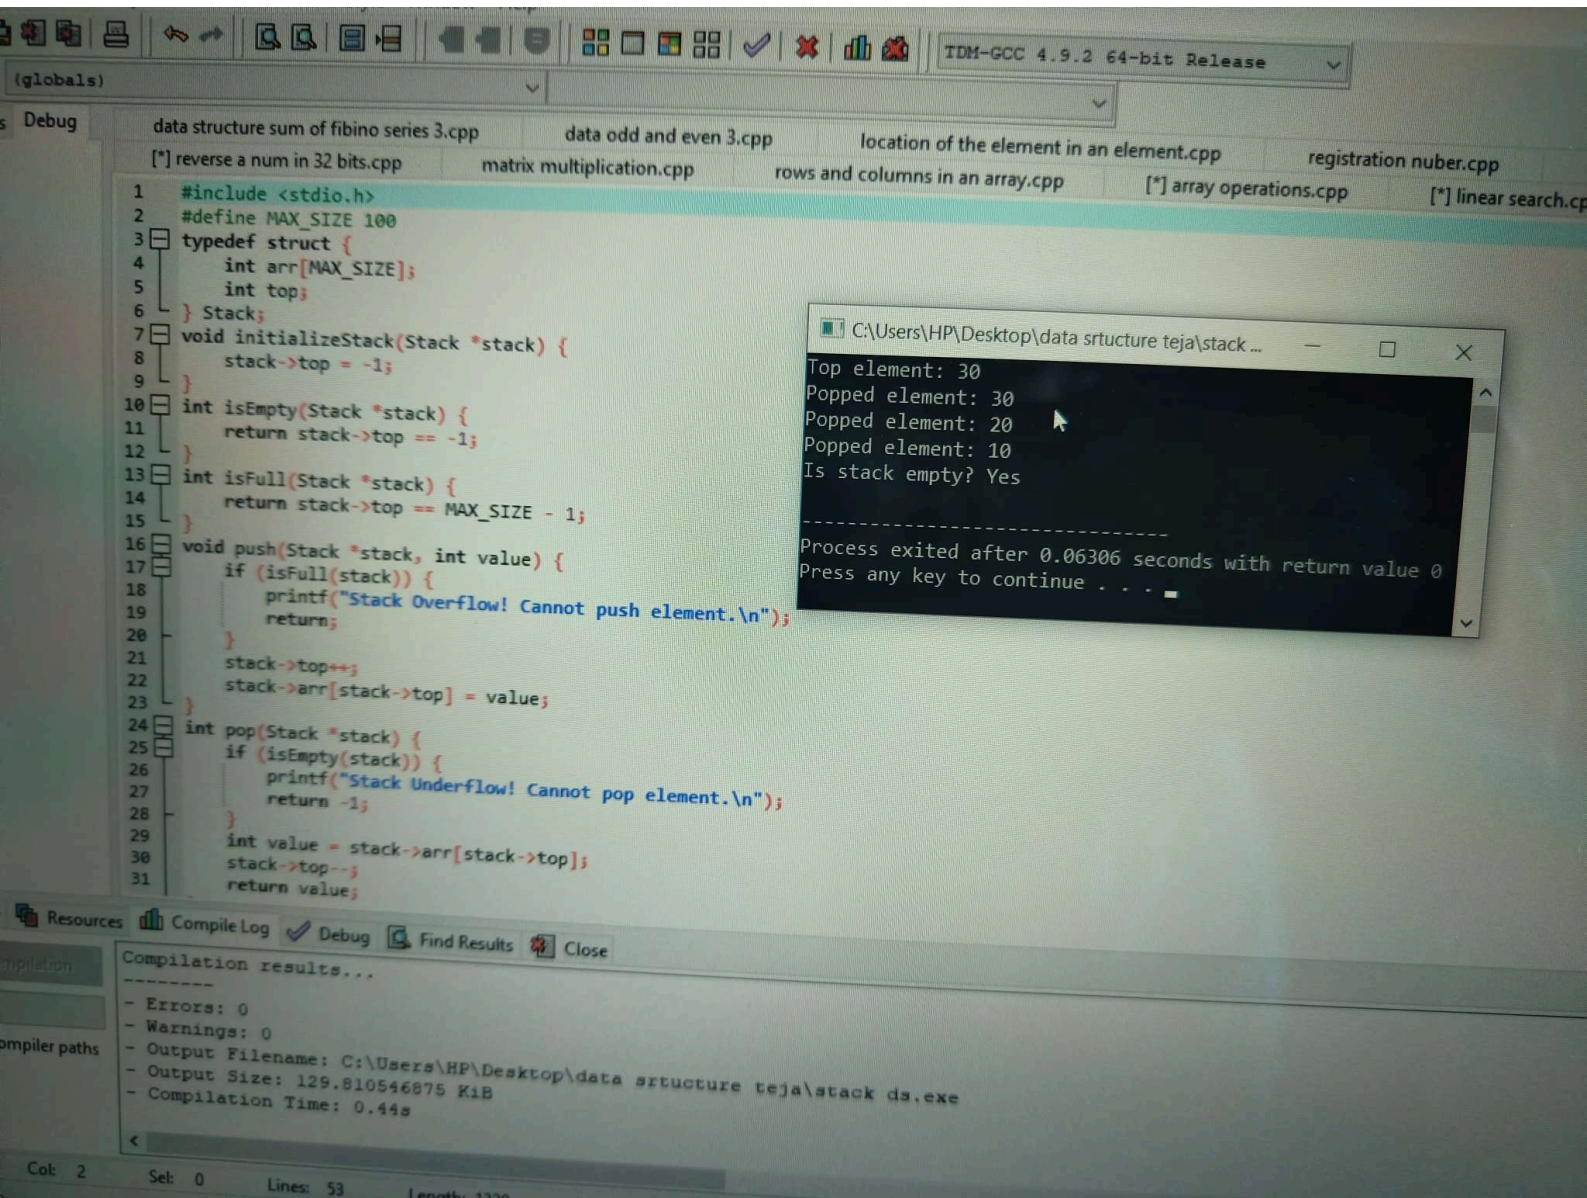 TDM-GCC 4.9.2 64-bit Release
(globals)
Debug
data structure sum of fibino series 3.cpp
data odd and even 3.cpp
location of the element in an element.cpp
registration nuber.cpp
[*] reverse a num in 32 bits.cpp
matrix multiplication.cpp
rows and columns in an array.cpp
[*] array operations.cpp
[*] linear search.cp
1 #include <stdio.h>
2 #define MAX_SIZE 100
3 typedef struct {
4 int arr[MAX_SIZE];
5 int top;
6 } Stack;
7 void initializeStack(Stack *stack) {
8 stack->top = -1;
9 }
10 int isEmpty(Stack *stack) {
11 return stack->top == -1;
12 }
13 int isFull(Stack *stack) {
14 return stack->top == MAX_SIZE - 1;
15 }
16 void push(Stack *stack, int value) {
17 if (isFull(stack)) {
18 printf("Stack Overflow! Cannot push element.\n");
19 return;
20 }
21 stack->top++;
22 stack->arr[stack->top] = value;
23 }
24 int pop(Stack *stack) {
25 if (isEmpty(stack)) {
26 printf("Stack Underflow! Cannot pop element.\n");
27 return -1;
28 }
29 int value = stack->arr[stack->top];
30 stack->top--;
31 return value;
C:\Users\HP\Desktop\data srtucture teja\stack ...
Top element: 30
Popped element: 30
Popped element: 20
Popped element: 10
Is stack empty? Yes
--------------------------------
Process exited after 0.06306 seconds with return value 0
Press any key to continue . . .
Resources
Compile Log
Debug
Find Results
Close
Compilation results...
--------
- Errors: 0
- Warnings: 0
- Output Filename: C:\Users\HP\Desktop\data srtucture teja\stack ds.exe
- Output Size: 129.810546875 KiB
- Compilation Time: 0.44s
ompiler paths
Col: 2
Sel: 0
Lines: 53